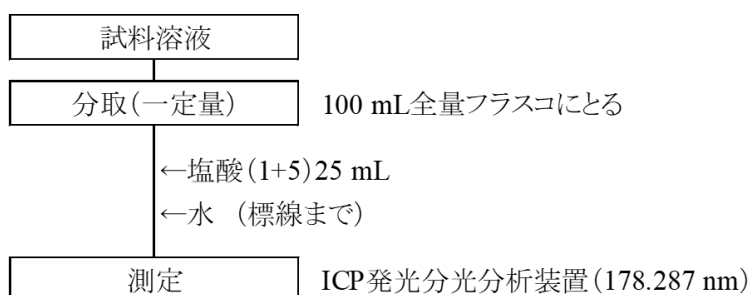 試料溶液
分取(一定量) 100 mL全量フラスコにとる
←塩酸(1+5)25 mL
←水 (標線まで)
測定 ICP発光分光分析装置(178.287 nm)